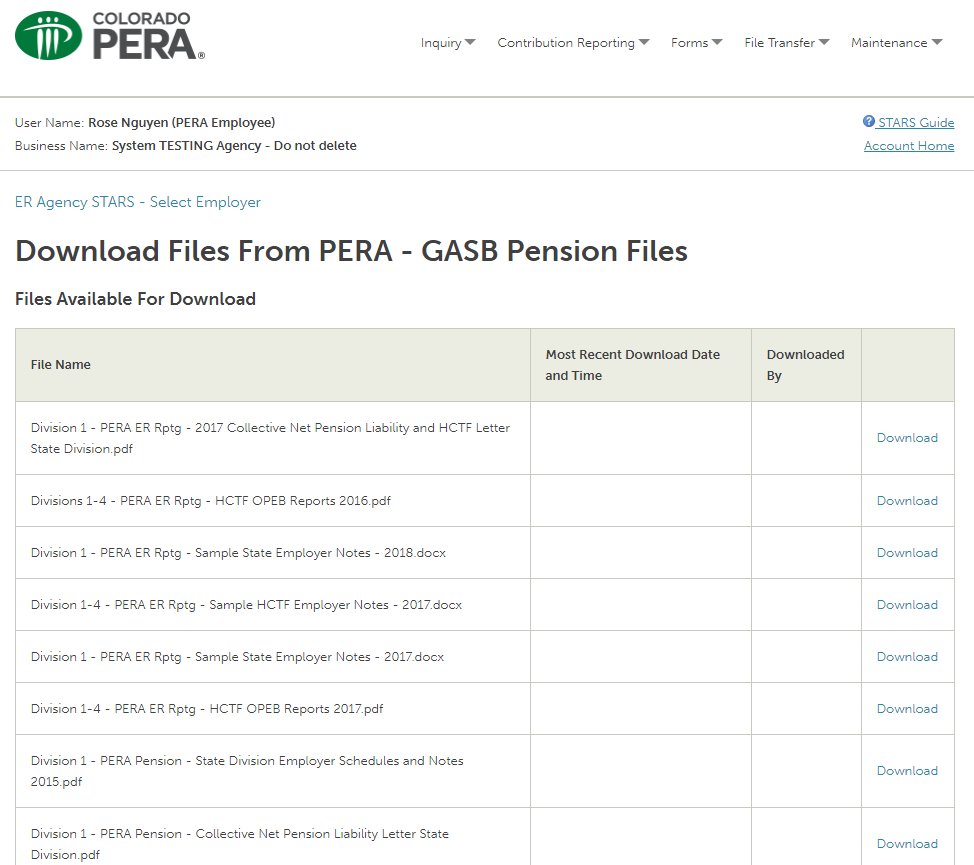 COLORADO
PERA®
Inquiry Contribution Reporting Forms File Transfer Maintenance
User Name: Rose Nguyen (PERA Employee)
? STARS Guide
Business Name: System TESTING Agency - Do not delete
Account Home
ER Agency STARS - Select Employer
Download Files From PERA - GASB Pension Files
Files Available For Download
File Name
Most Recent Download Date
and Time
Downloaded
By
Division 1 - PERA ER Rptg - 2017 Collective Net Pension Liability and HCTF Letter
State Division.pdf
Download
Divisions 1-4 - PERA ER Rptg - HCTF OPEB Reports 2016.pdf
Download
Division 1 - PERA ER Rptg - Sample State Employer Notes - 2018.docx
Download
Division 1-4 - PERA ER Rptg - Sample HCTF Employer Notes - 2017.docx
Download
Division 1 - PERA ER Rptg - Sample State Employer Notes - 2017.docx
Download
Division 1-4 - PERA ER Rptg - HCTF OPEB Reports 2017.pdf
Download
Division 1 - PERA Pension - State Division Employer Schedules and Notes
2015.pdf
Download
Division 1 - PERA Pension - Collective Net Pension Liability Letter State
Division.pdf
Download